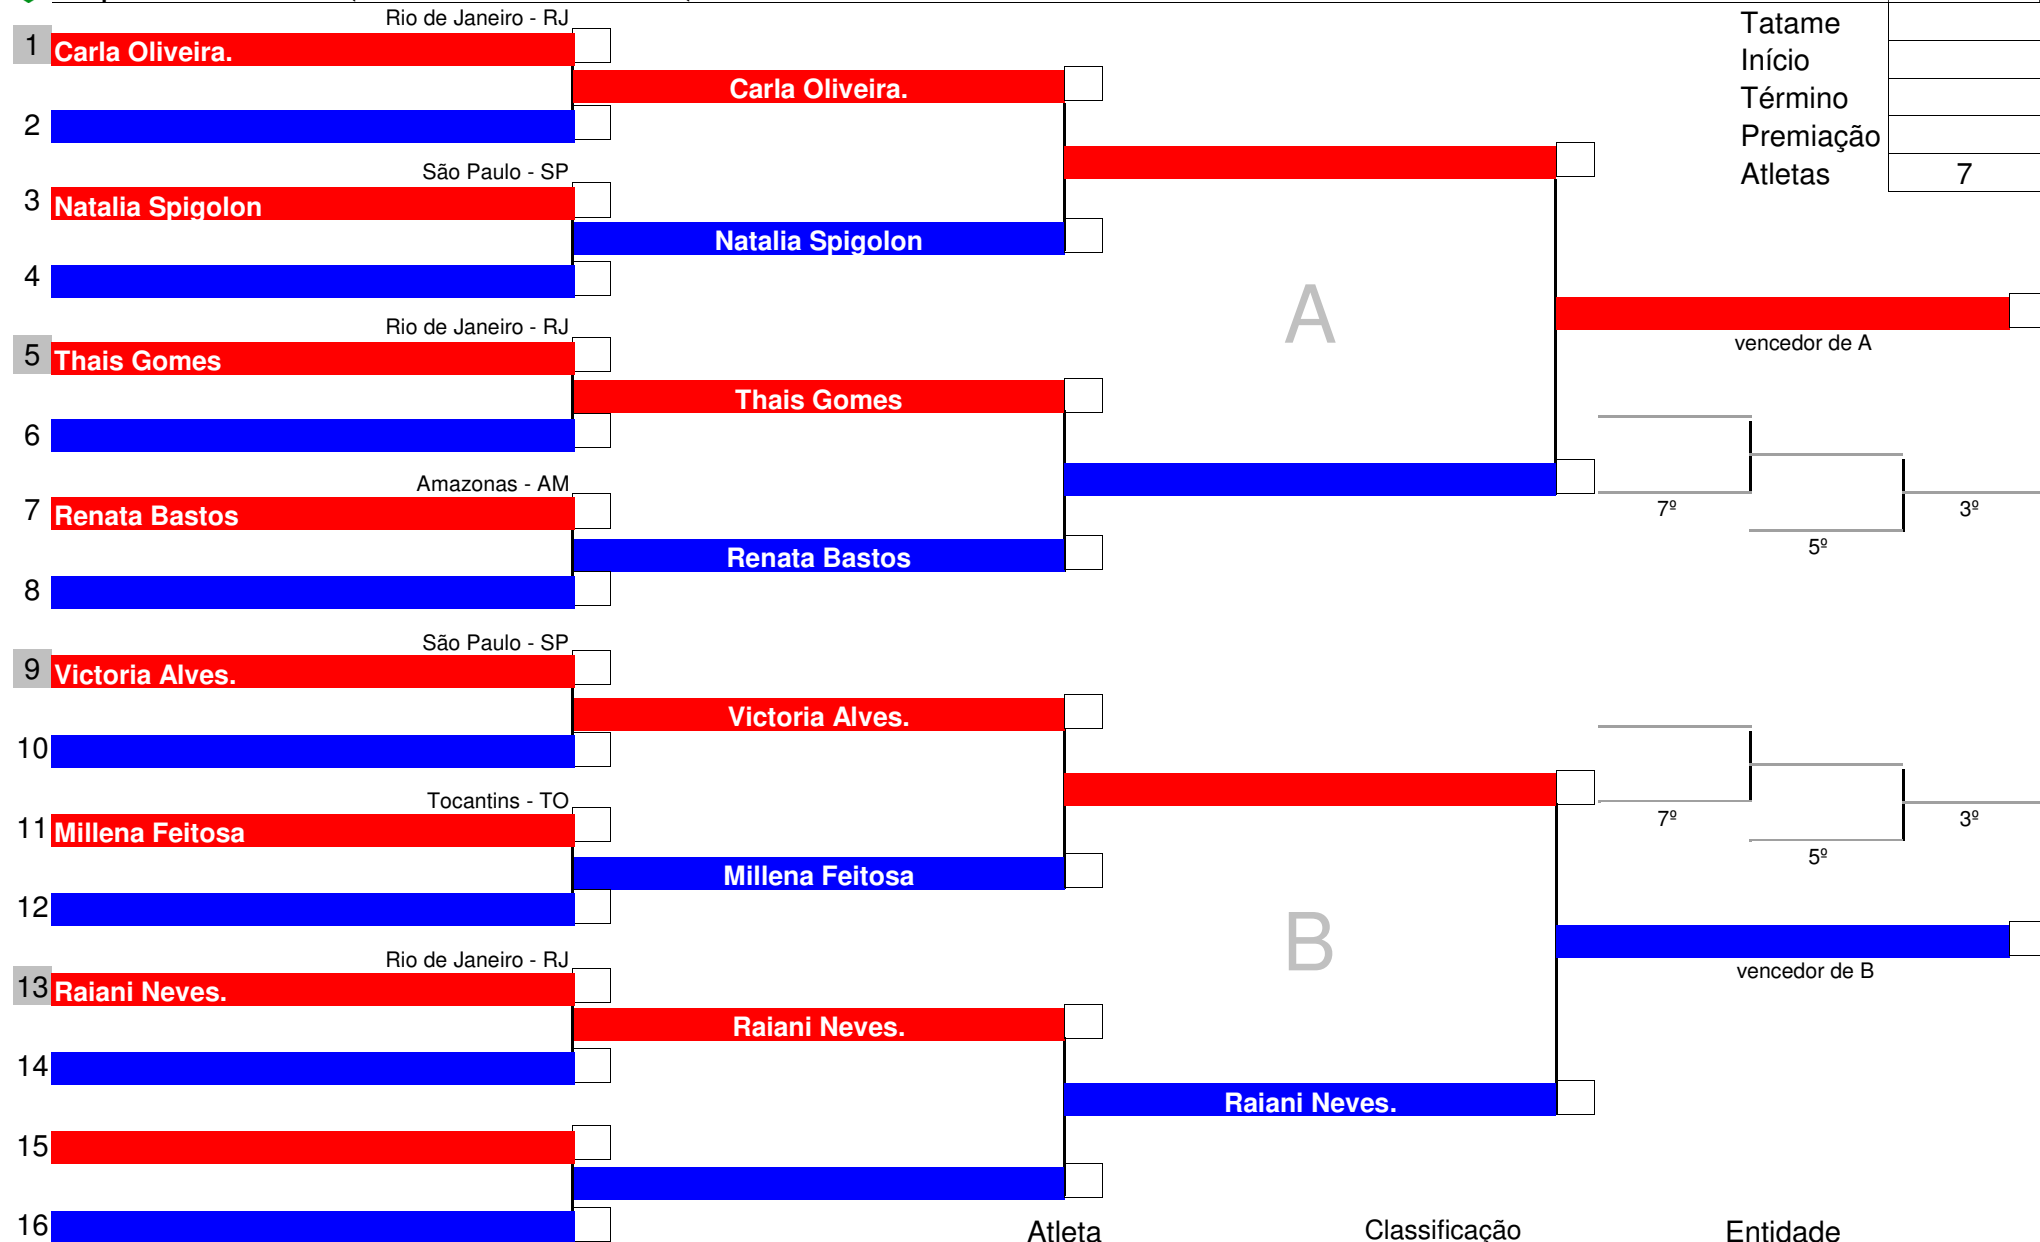 Rio de Janeiro - RJ
Tatame
1 Carla Oliveira.
Início
Carla Oliveira.
Término
2
Premiação
São Paulo - SP
Atletas 7
3 Natalia Spigolon
Natalia Spigolon
4
A
Rio de Janeiro - RJ
vencedor de A
5 Thais Gomes
Thais Gomes
6
Amazonas - AM
7 Renata Bastos
7º 3º
5º
Renata Bastos
8
São Paulo - SP
9 Victoria Alves.
Victoria Alves.
10
Tocantins - TO
11 Millena Feitosa
7º 3º
5º
Millena Feitosa
12
B
Rio de Janeiro - RJ
vencedor de B
13 Raiani Neves.
Raiani Neves.
14
Raiani Neves.
15
16
Atleta Classificação Entidade